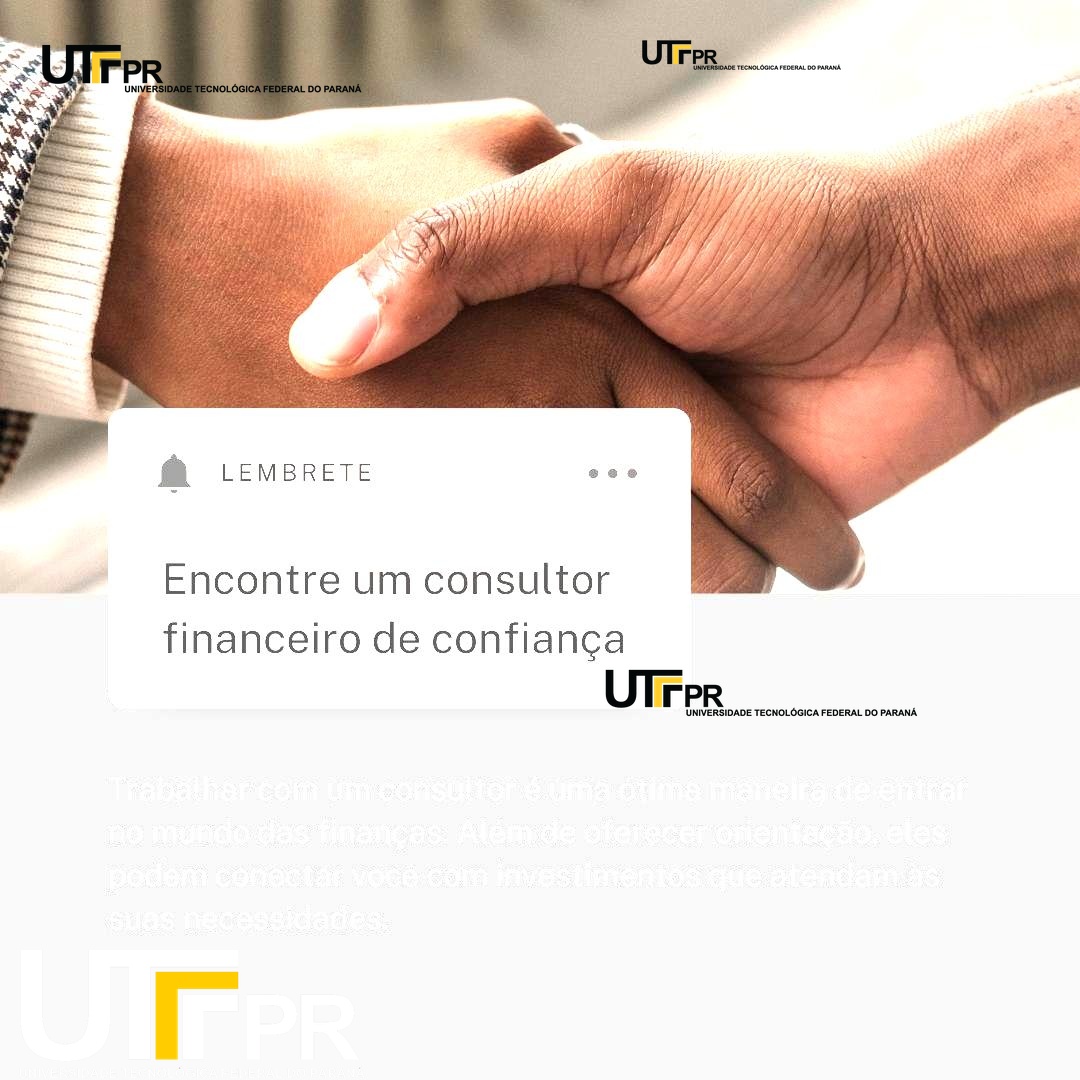 UTFPR
UNIVERSIDADE TECNOLÓGICA FEDERAL DO PARANÁ
UTFPR
UNIVERSIDADE TECNOLÓGICA FEDERAL DO PARANÁ
LEMBRETE
Encontre um consultor
financeiro de confiança
UTFPR
UNIVERSIDADE TECNOLÓGICA FEDERAL DO PARANÁ
Trabalhar com um consultor é uma ótima maneira de entrar
no mundo das finanças. Além de oferecer orientação, eles
podem conectar você com investimentos que atendam às
suas necessidades.
UTFPR